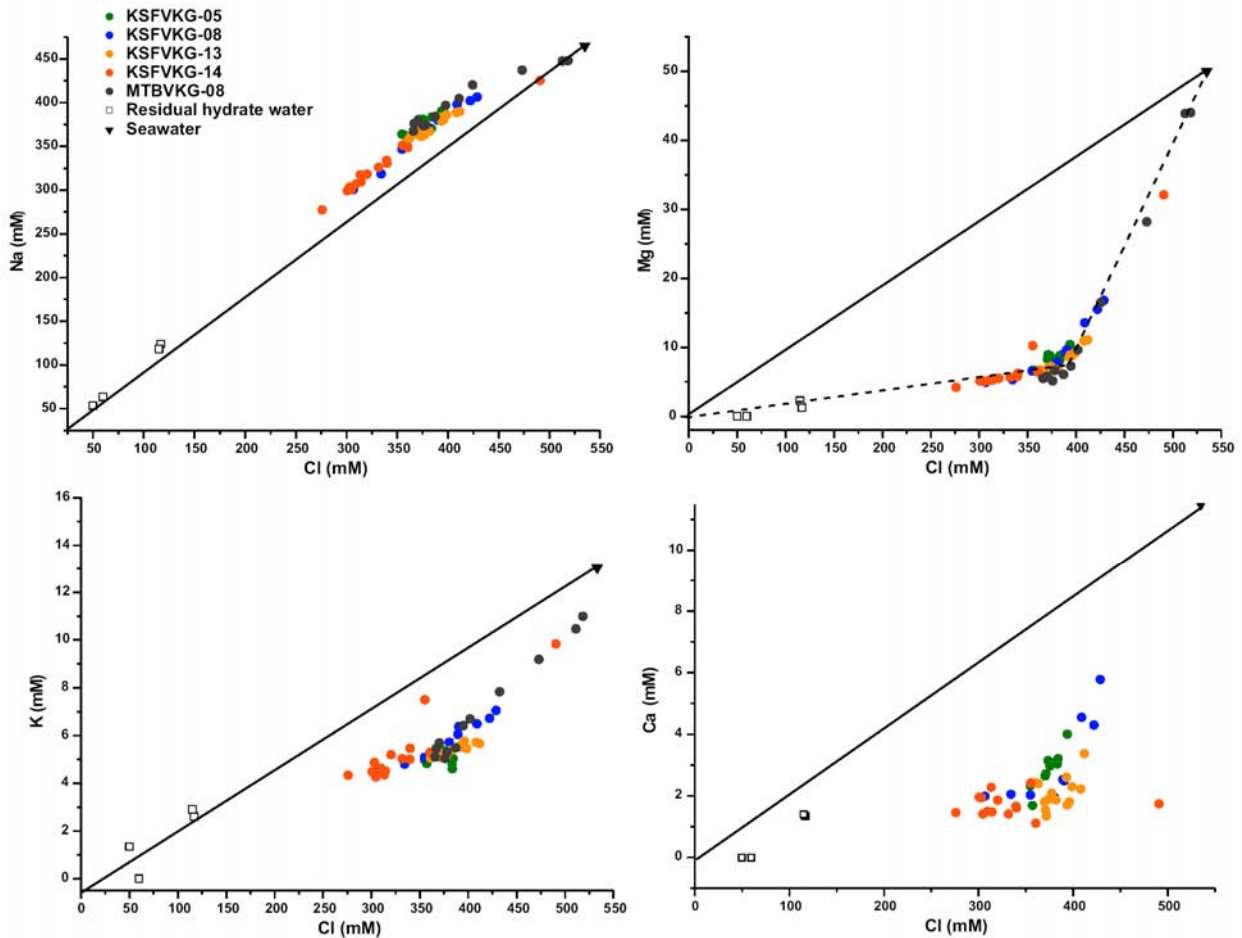 KSFVKG-05
KSFVKG-08
KSFVKG-13
KSFVKG-14
MTBVKG-08
Residual hydrate water
Seawater
450
400
350
300
250
200
150
100
50
Na (mM)
50 100 150 200 250 300 350 400 450 500 550
Cl (mM)
50
40
30
20
10
0
Mg (mM)
0 100 150 200 250 300 350 400 450 500 550
Cl (mM)
16
14
12
10
8
6
4
2
0
K (mM)
0 50 100 150 200 250 300 350 400 450 500 550
Cl (mM)
10
8
6
4
2
0
Ca (mM)
0 100 200 300 400 500
Cl (mM)